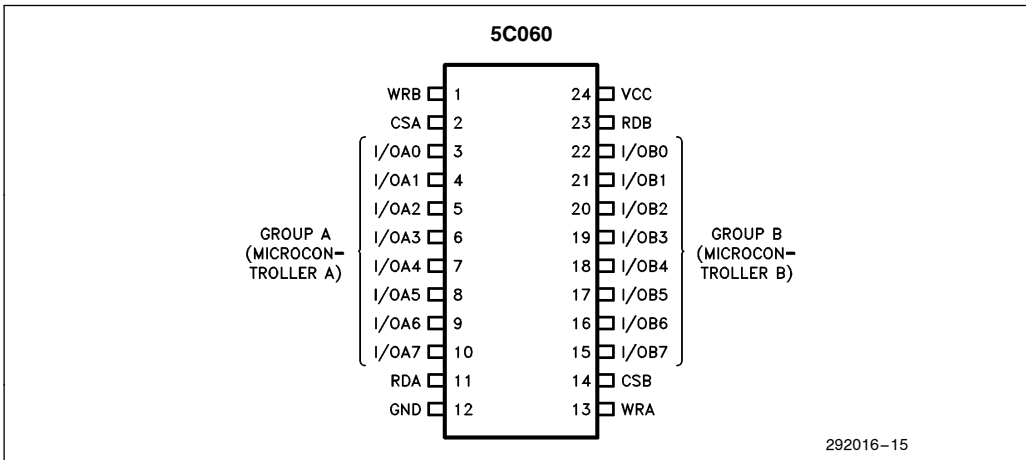 5C060
WRB 1 24 VCC
CSA 2 23 RDB
I/OA0 3 22 I/OB0
I/OA1 4 21 I/OB1
I/OA2 5 20 I/OB2
I/OA3 6 19 I/OB3
I/OA4 7 18 I/OB4
I/OA5 8 17 I/OB5
I/OA6 9 16 I/OB6
I/OA7 10 15 I/OB7
RDA 11 14 CSB
GND 12 13 WRA
GROUP A
(MICROCON-
TROLLER A)
GROUP B
(MICROCON-
TROLLER B)
292016-15